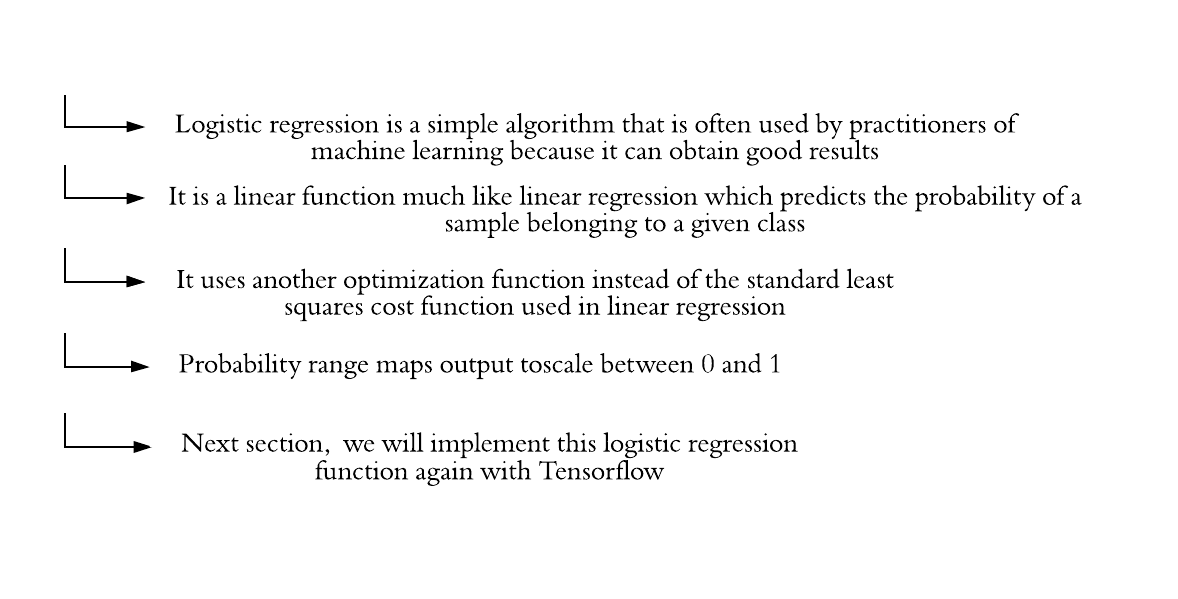 Logistic regression is a simple algorithm that is often used by practitioners of
machine learning because it can obtain good results
It is a linear function much like linear regression which predicts the probability of a
sample belonging to a given class
It uses another optimization function instead of the standard least
squares cost function used in linear regression
Probability range maps output toscale between 0 and 1
Next section, we will implement this logistic regression
function again with Tensorflow